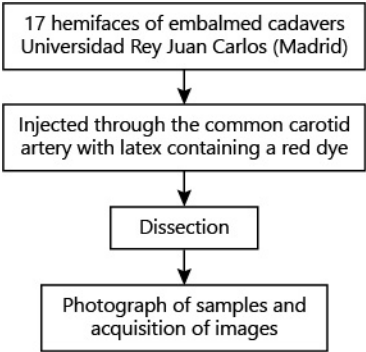 17 hemifaces of embalmed cadavers
Universidad Rey Juan Carlos (Madrid)
Injected through the common carotid
artery with latex containing a red dye
Dissection
Photograph of samples and
acquisition of images